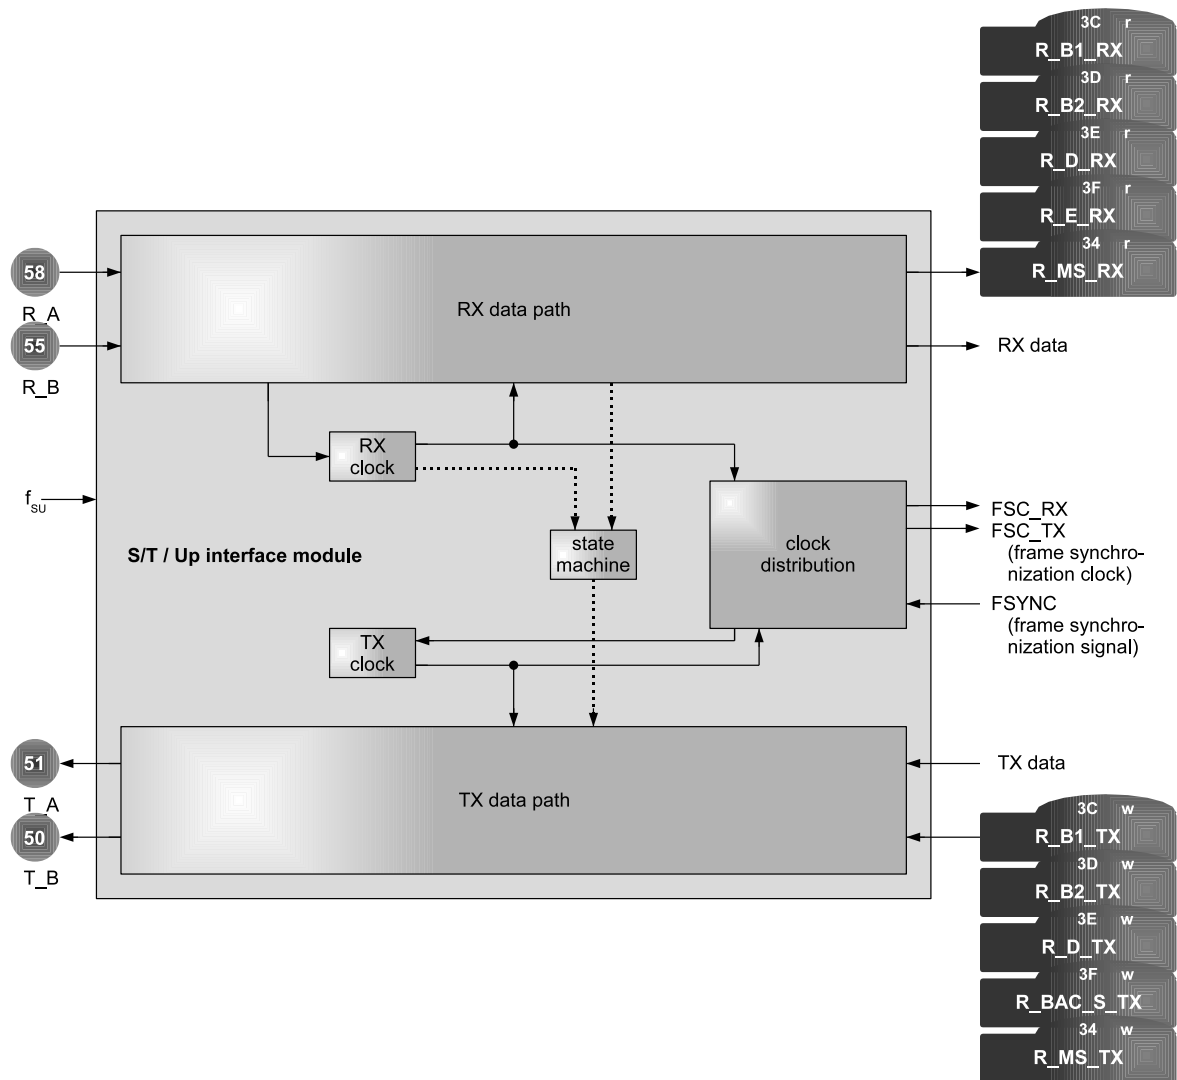 3C r
R_B1_RX
3D r
R_B2_RX
3E r
R_D_RX
3F r
R_E_RX
34 r
R_MS_RX
58
R_A
55
R_B
RX data path
RX data
RX
clock
f_SU
S/T / Up interface module
state
machine
clock
distribution
FSC_RX
FSC_TX
(frame synchro-
nization clock)
FSYNC
(frame synchro-
nization signal)
TX
clock
51
T_A
50
T_B
TX data path
TX data
3C w
R_B1_TX
3D w
R_B2_TX
3E w
R_D_TX
3F w
R_BAC_S_TX
34 w
R_MS_TX